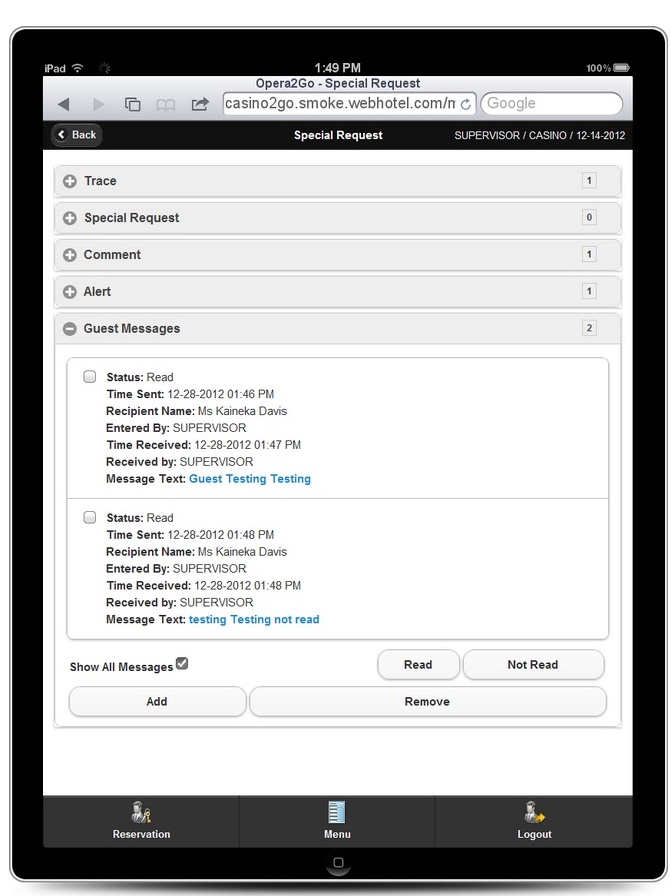 iPad 1:49 PM 100%
Opera2Go - Special Request
casino2go.smoke.webhotel.com/n Google
Back Special Request SUPERVISOR / CASINO / 12-14-2012
Trace 1
Special Request 0
Comment 1
Alert 1
Guest Messages 2
Status: Read
Time Sent: 12-28-2012 01:46 PM
Recipient Name: Ms Kaineka Davis
Entered By: SUPERVISOR
Time Received: 12-28-2012 01:47 PM
Received by: SUPERVISOR
Message Text: Guest Testing Testing
Status: Read
Time Sent: 12-28-2012 01:48 PM
Recipient Name: Ms Kaineka Davis
Entered By: SUPERVISOR
Time Received: 12-28-2012 01:48 PM
Received by: SUPERVISOR
Message Text: testing Testing not read
Show All Messages Read Not Read
Add Remove
Reservation Menu Logout